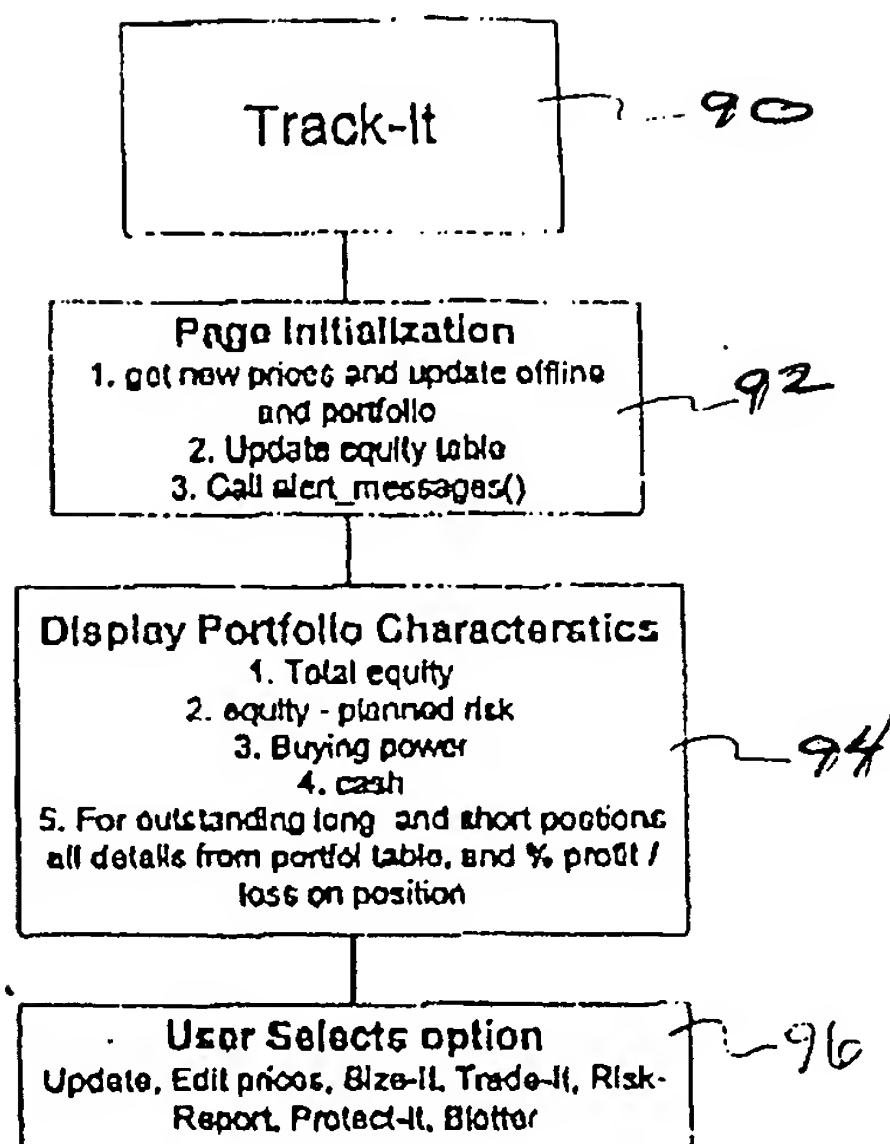 Track-It
90
Page Initialization
1. get new prices and update offline
and portfolio
2. Update equity table
3. Call alert_messages()
92
Display Portfolio Characterstics
1. Total equity
2. equity - planned risk
3. Buying power
4. cash
5. For outstanding long and short postions
all details from portfol table, and % profit /
loss on position
94
User Selects option
Update, Edit prices, Size-It, Trade-It, Risk-
Report, Protect-It, Blotter
96